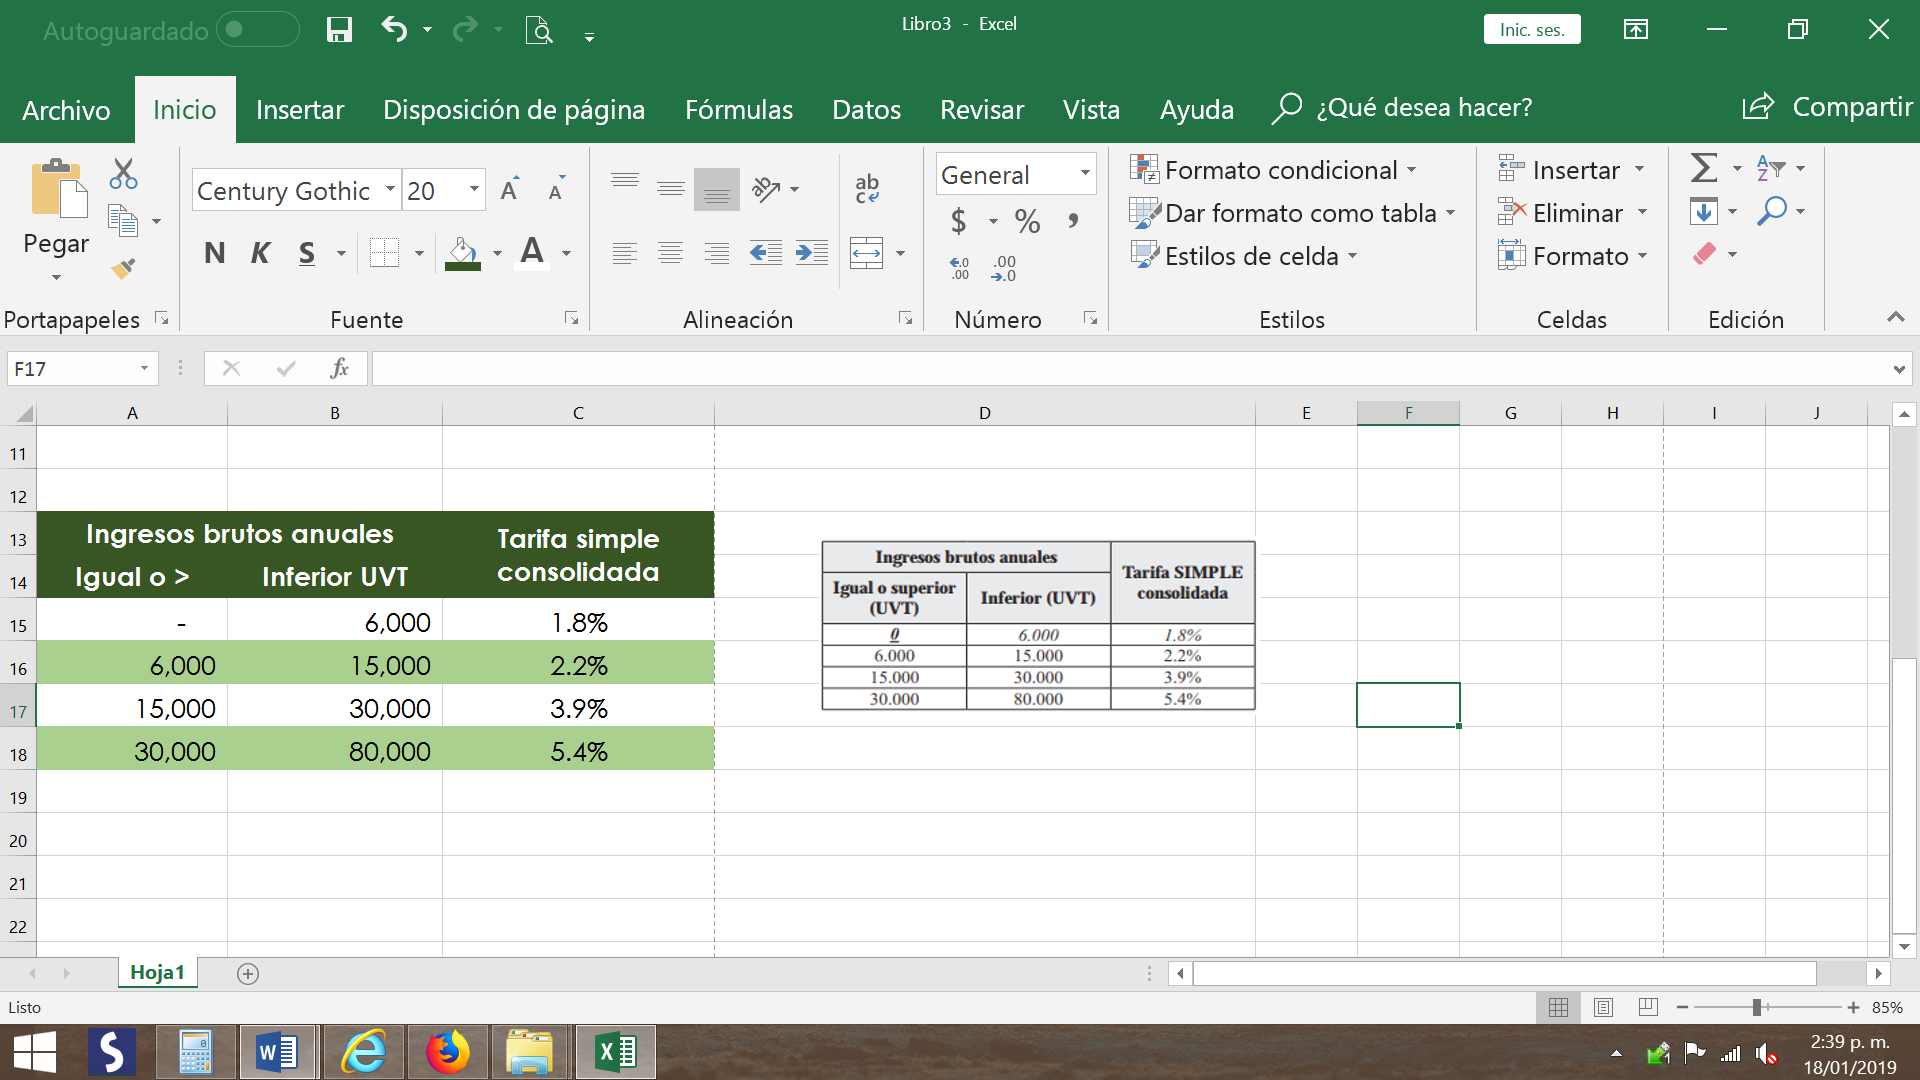 Autoguardado
Libro3 - Excel
Inic. ses.
Archivo Inicio Insertar Disposición de página Fórmulas Datos Revisar Vista Ayuda ¿Qué desea hacer? Compartir
Pegar
Century Gothic 20
A A
N K S A
ab
ab
c
General
$ % ,
,0 ,00
,00 ,0
Formato condicional
Dar formato como tabla
Estilos de celda
Insertar
Eliminar
Formato
Σ A Z
Portapapeles Fuente Alineación Número Estilos Celdas Edición
F17 fx
A B C D E F G H I J
11
12
13 Ingresos brutos anuales Tarifa simple consolidada
14 Igual o > Inferior UVT
15 - 6,000 1.8%
16 6,000 15,000 2.2%
17 15,000 30,000 3.9%
18 30,000 80,000 5.4%
19
20
21
22
Ingresos brutos anuales Tarifa SIMPLE consolidada
Igual o superior (UVT) Inferior (UVT)
0 6.000 1.8%
6.000 15.000 2.2%
15.000 30.000 3.9%
30.000 80.000 5.4%
Hoja1
Listo 85%
2:39 p. m.
18/01/2019